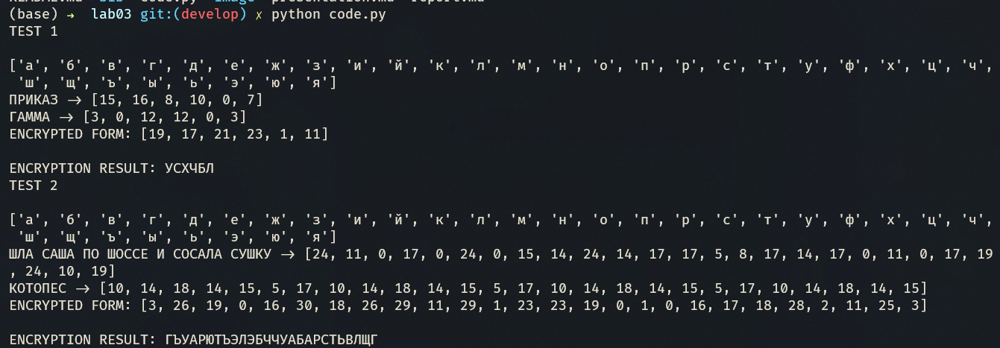 (base) → lab03 git:(develop) ✗ python code.py
TEST 1
['а', 'б', 'в', 'г', 'д', 'е', 'ж', 'з', 'и', 'й', 'к', 'л', 'м', 'н', 'о', 'п', 'р', 'с', 'т', 'у', 'ф', 'х', 'ц', 'ч',
'ш', 'щ', 'ъ', 'ы', 'ь', 'э', 'ю', 'я']
ПРИКАЗ → [15, 16, 8, 10, 0, 7]
ГАММА → [3, 0, 12, 12, 0, 3]
ENCRYPTED FORM: [19, 17, 21, 23, 1, 11]
ENCRYPTION RESULT: УСХЧБЛ
TEST 2
['а', 'б', 'в', 'г', 'д', 'е', 'ж', 'з', 'и', 'й', 'к', 'л', 'м', 'н', 'о', 'п', 'р', 'с', 'т', 'у', 'ф', 'х', 'ц', 'ч',
'ш', 'щ', 'ъ', 'ы', 'ь', 'э', 'ю', 'я']
ШЛА САША ПО ШОССЕ И СОСАЛА СУШКУ → [24, 11, 0, 17, 0, 24, 0, 15, 14, 24, 14, 17, 17, 5, 8, 17, 14, 17, 0, 11, 0, 17, 19
, 24, 10, 19]
КОТОПЕС → [10, 14, 18, 14, 15, 5, 17, 10, 14, 18, 14, 15, 5, 17, 10, 14, 18, 14, 15, 5, 17, 10, 14, 18, 14, 15]
ENCRYPTED FORM: [3, 26, 19, 0, 16, 30, 18, 26, 29, 11, 29, 1, 23, 23, 19, 0, 1, 0, 16, 17, 18, 28, 2, 11, 25, 3]
ENCRYPTION RESULT: ГЪУАРЮТЪЭЛЭБЧЧУАБАРСТЬВЛЩГ